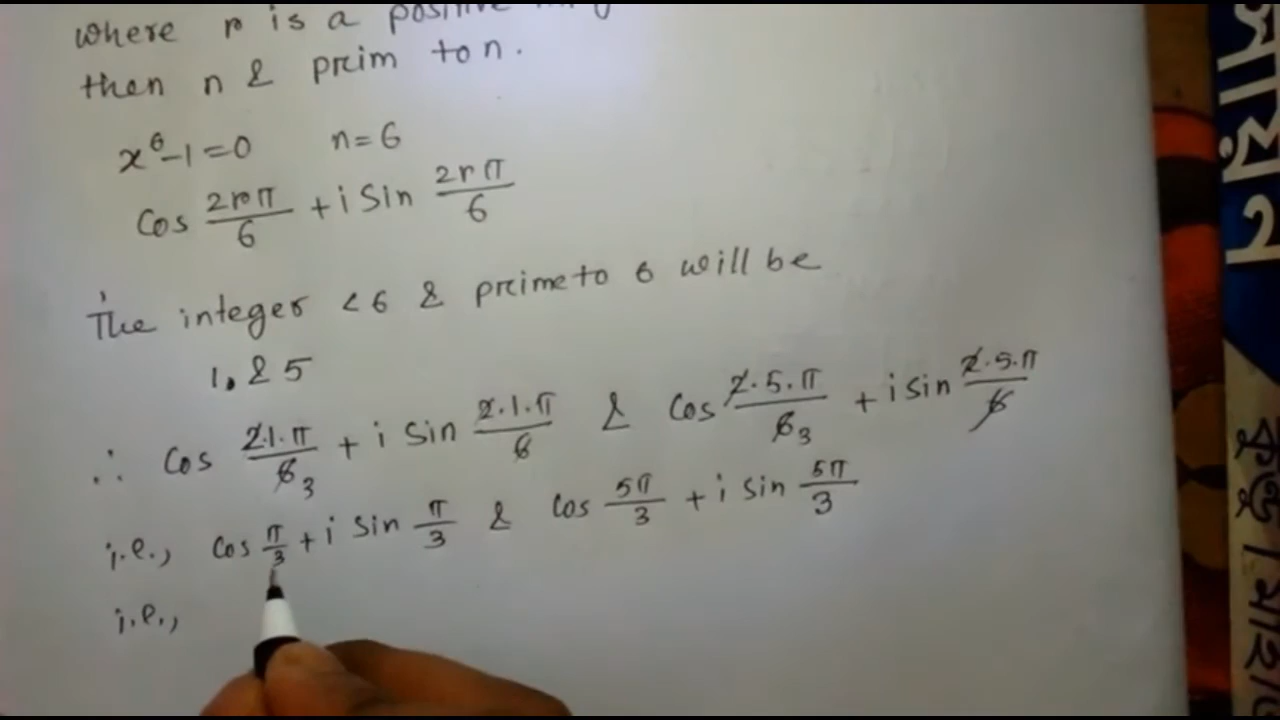 where r is a
then n & prim to n.
x⁶-1=0 n=6
Cos 2rπ/6 + i Sin 2rπ/6
The integer < 6 & prime to 6 will be
1, & 5
∴ Cos 2.1.π/6 3 + i Sin 2.1.π/6 & Cos 2.5.π/6 3 + i sin 2.5.π/6
i.e., Cos π/3 + i Sin π/3 & Cos 5π/3 + i sin 5π/3
i.e.,